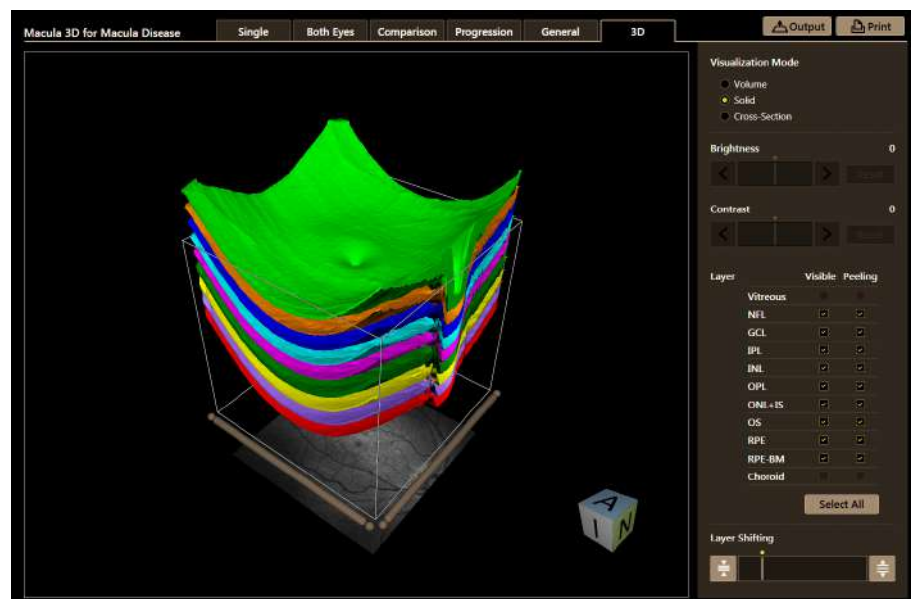 Macula 3D for Macula Disease Single Both Eyes Comparison Progression General 3D Output Print
Visualization Mode
Volume
Solid
Cross-Section
Brightness 0
Contrast 0
Layer Visible Peeling
Vitreous
NFL
GCL
IPL
INL
OPL
ONL+IS
OS
RPE
RPE-BM
Choroid
Select All
Layer Shifting
A
I N